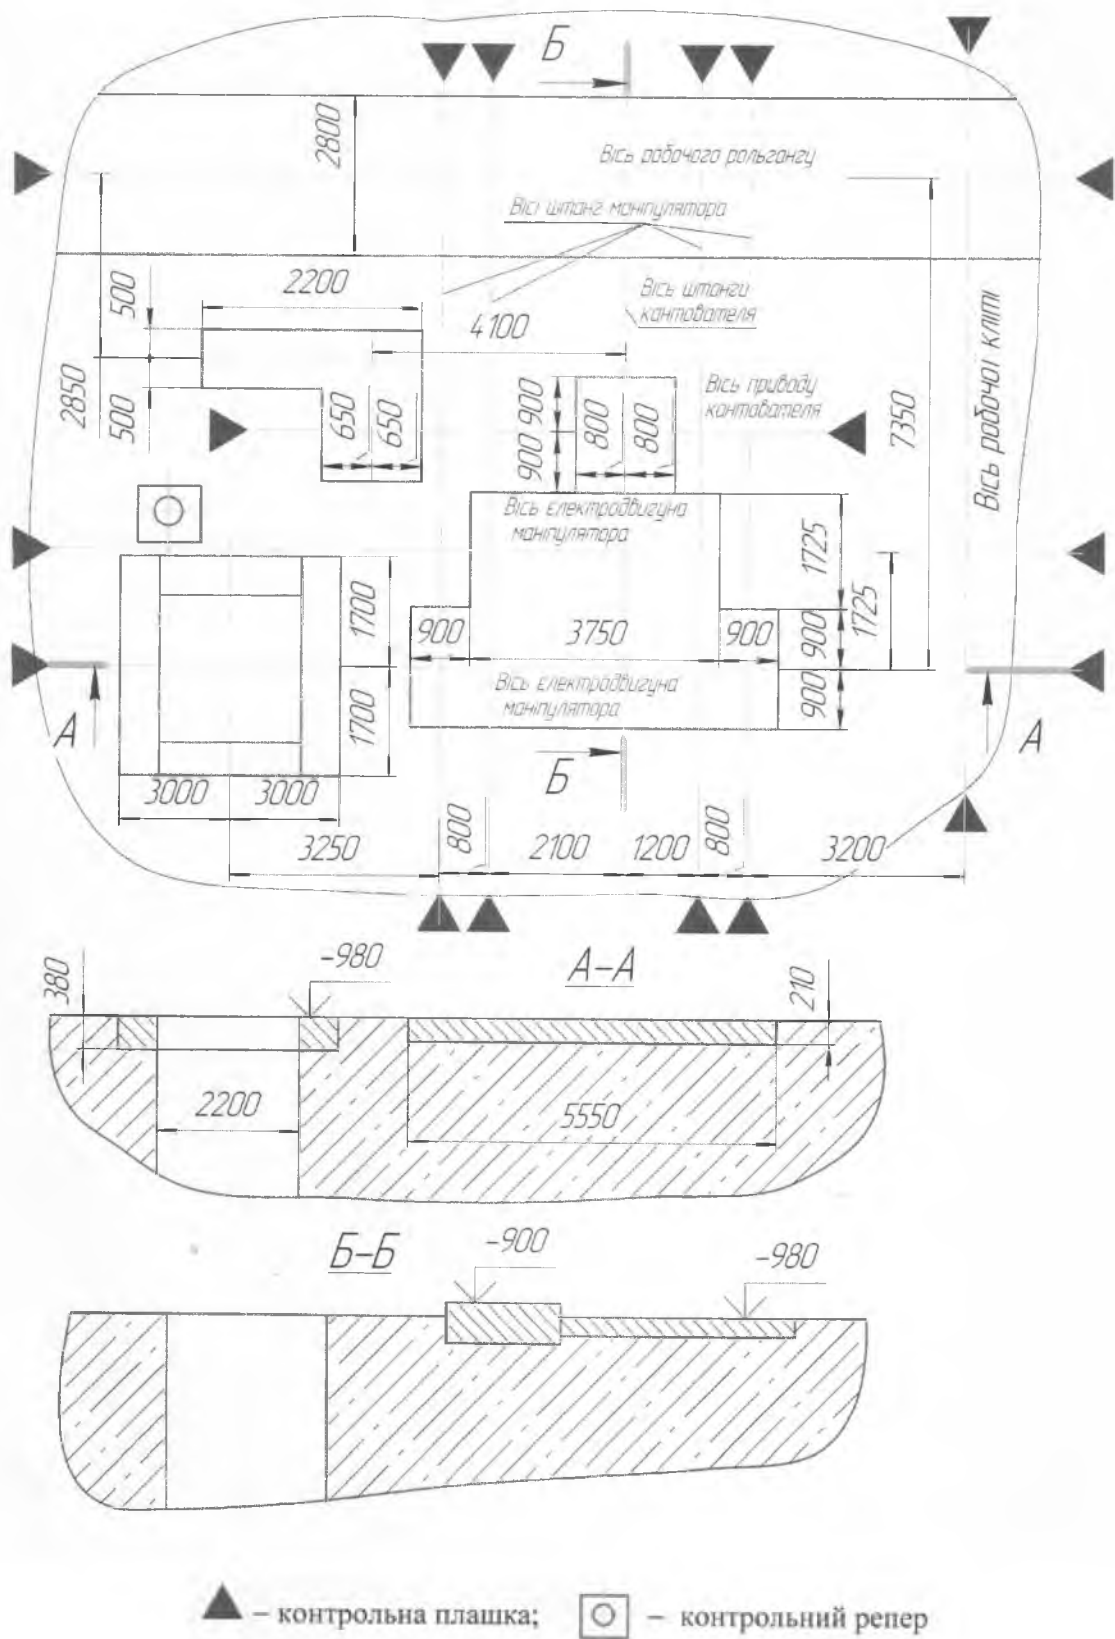 Б
2800
Вісь рабочого рольгангу
Вісі штанг маніпулятора
500
2200
Вісь штанги
кантователя
4100
2850
500
650
650
900
900
800
800
Вісь приводу
кантователя
7350
Вісь рабочої кліті
Вісь електродвигуна
маніпулятора
1700
1725
1725
900
3750
900
900
Вісь електродвигуна
маніпулятора
1700
900
А
Б
А
3000
3000
800
800
3250
2100
1200
3200
380
-980
А-А
210
2200
5550
Б-Б
-900
-980
– контрольна плашка;
– контрольний репер